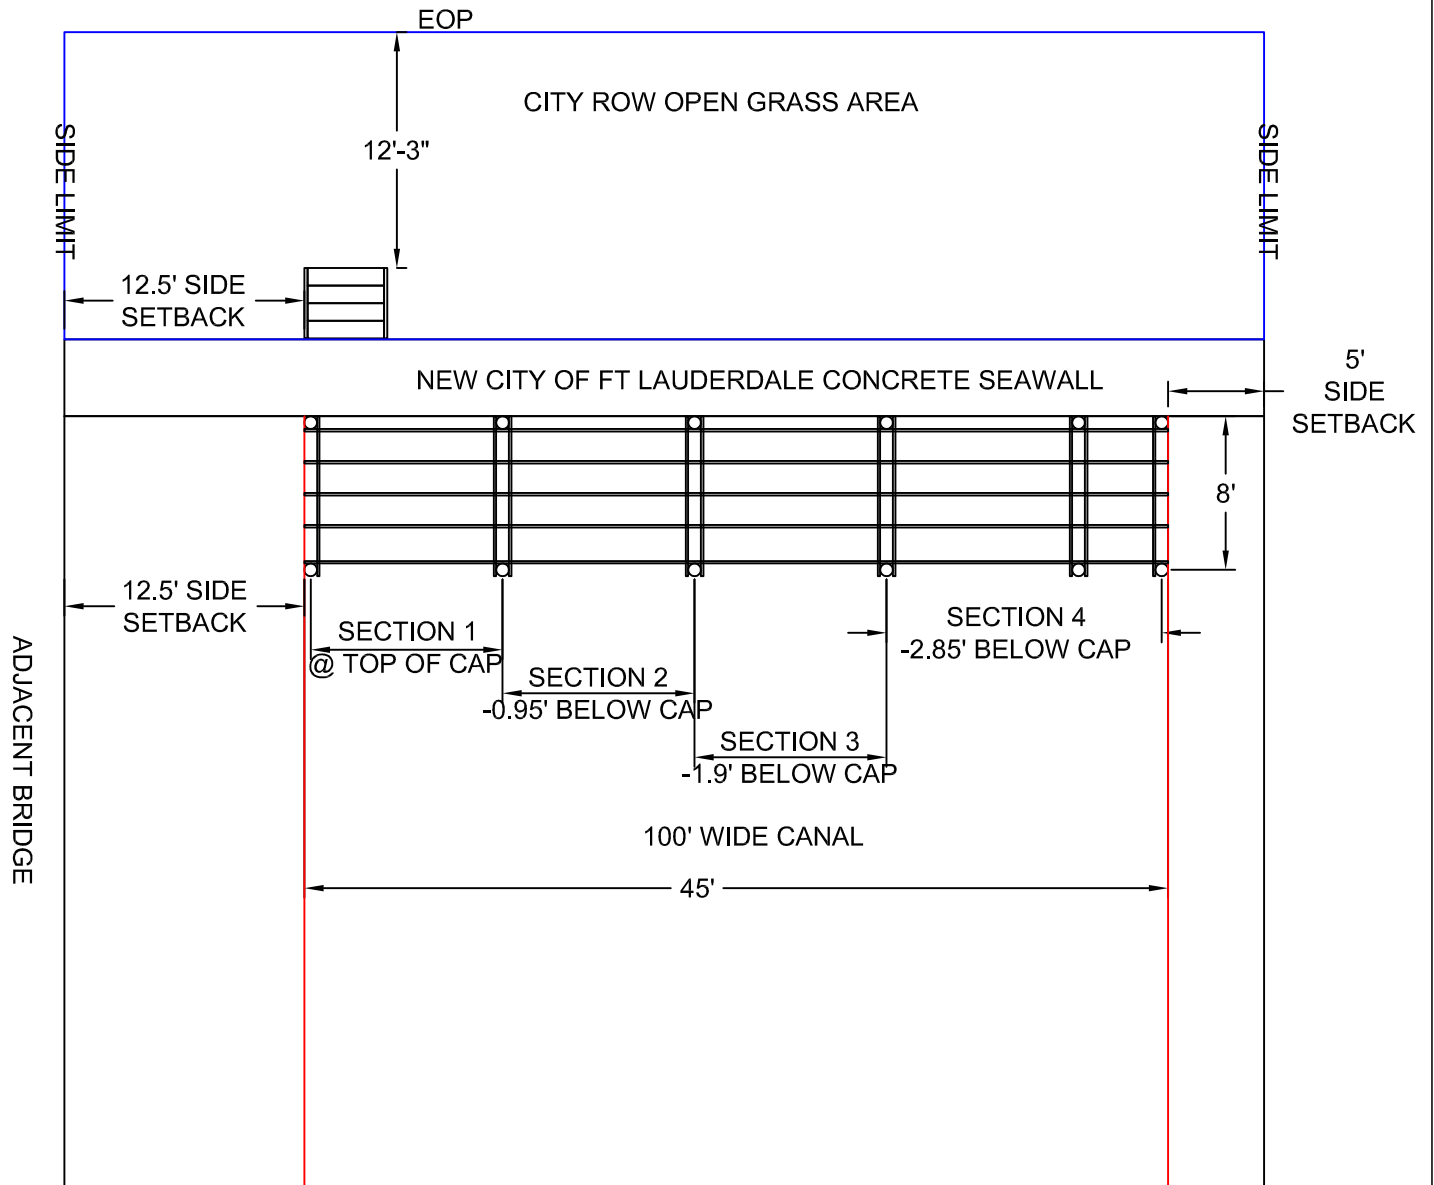 EOP
CITY ROW OPEN GRASS AREA
SIDE LIMIT
SIDE LIMIT
12'-3"
12.5' SIDE
SETBACK
NEW CITY OF FT LAUDERDALE CONCRETE SEAWALL
5'
SIDE
SETBACK
8'
12.5' SIDE
SETBACK
SECTION 1
@ TOP OF CAP
SECTION 2
-0.95' BELOW CAP
SECTION 3
-1.9' BELOW CAP
SECTION 4
-2.85' BELOW CAP
ADJACENT BRIDGE
100' WIDE CANAL
45'